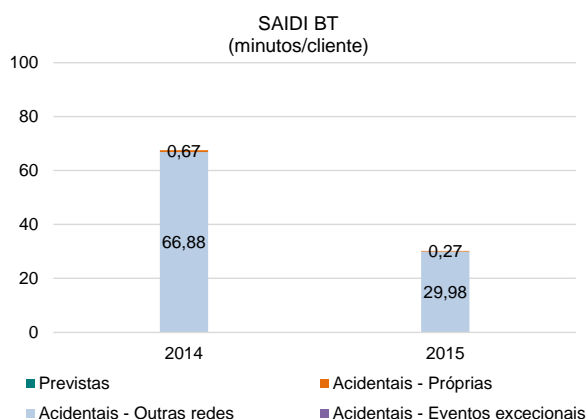 SAIDI BT
(minutos/cliente)
100
80
60
40
20
0
0,67
66,88
0,27
29,98
2014
2015
Previstas
Acidentais - Próprias
Acidentais - Outras redes
Acidentais - Eventos excecionais